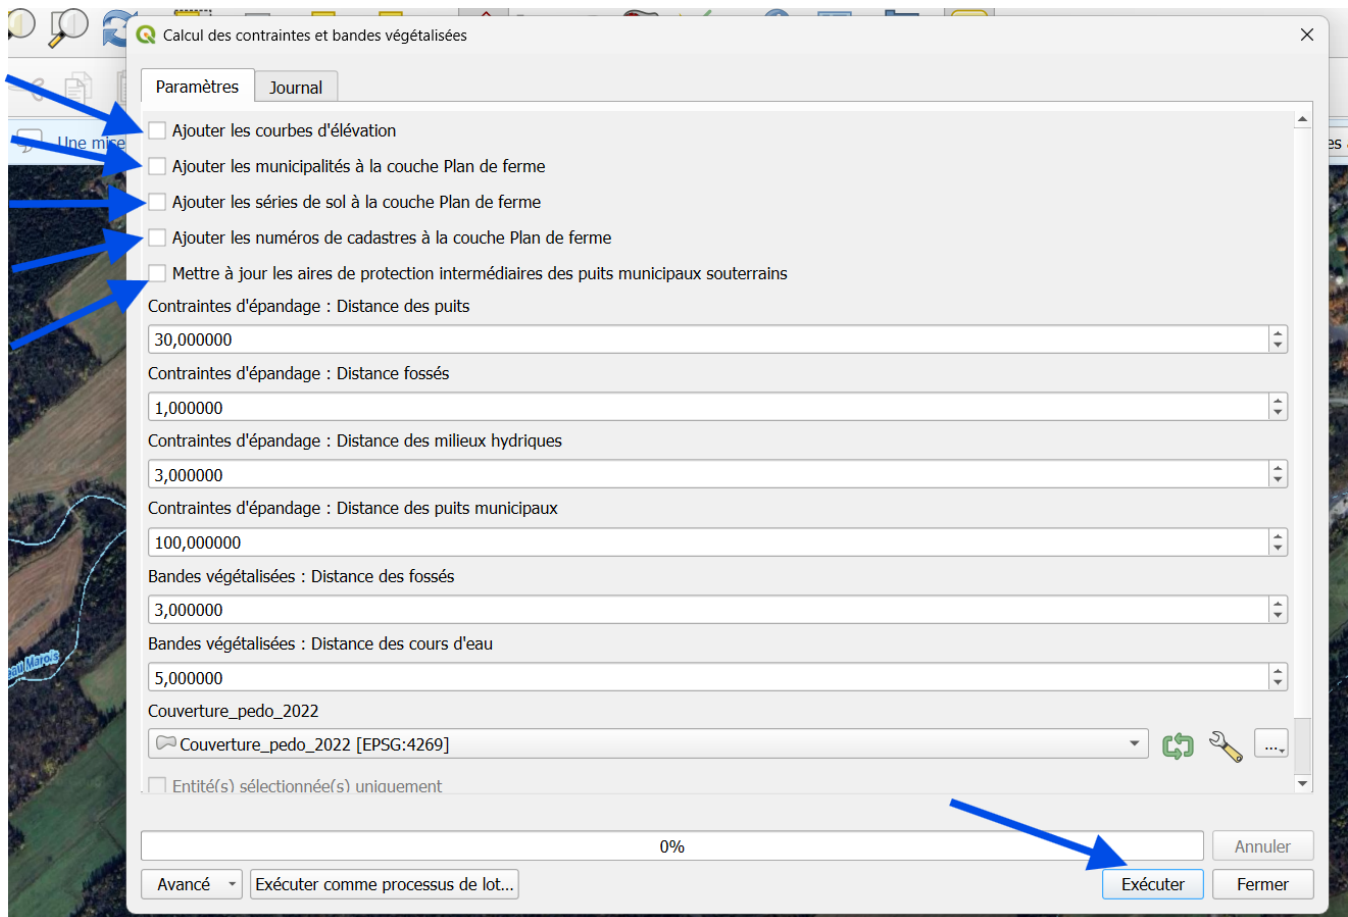 Calcul des contraintes et bandes végétalisées
Paramètres
Journal
Ajouter les courbes d'élévation
Une mise
es
Ajouter les municipalités à la couche Plan de ferme
Ajouter les séries de sol à la couche Plan de ferme
Ajouter les numéros de cadastres à la couche Plan de ferme
Mettre à jour les aires de protection intermédiaires des puits municipaux souterrains
Contraintes d'épandage : Distance des puits
30,000000
Contraintes d'épandage : Distance fossés
1,000000
Contraintes d'épandage : Distance des milieux hydriques
3,000000
Contraintes d'épandage : Distance des puits municipaux
100,000000
Bandes végétalisées : Distance des fossés
3,000000
Bandes végétalisées : Distance des cours d'eau
eau Marois
5,000000
Couverture_pedo_2022
Couverture_pedo_2022 [EPSG:4269]
...
Entité(s) sélectionnée(s) uniquement
0%
Annuler
Avancé
Exécuter comme processus de lot...
Exécuter
Fermer